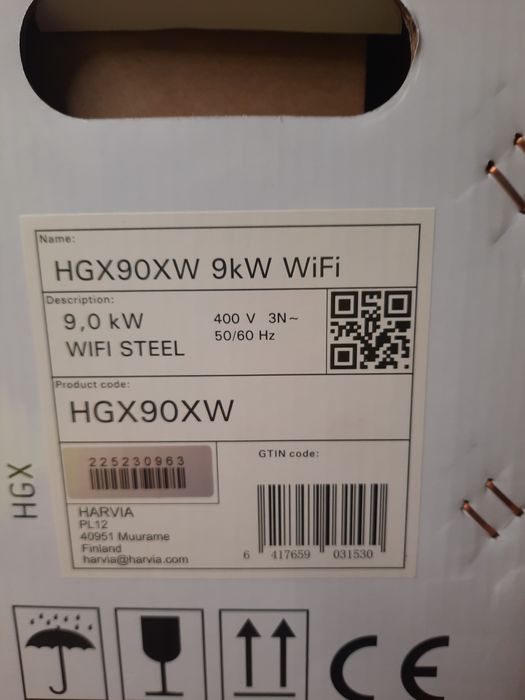 Name:
HGX90XW 9kW WiFi
Description:
9,0 kW
400 V 3N~
50/60 Hz
WIFI STEEL
Product code:
HGX90XW
225230963
GTIN code:
HARVIA
PL12
40951 Muurame
Finland
harvia@harvia.com
6 417659 031530
HGX
CE